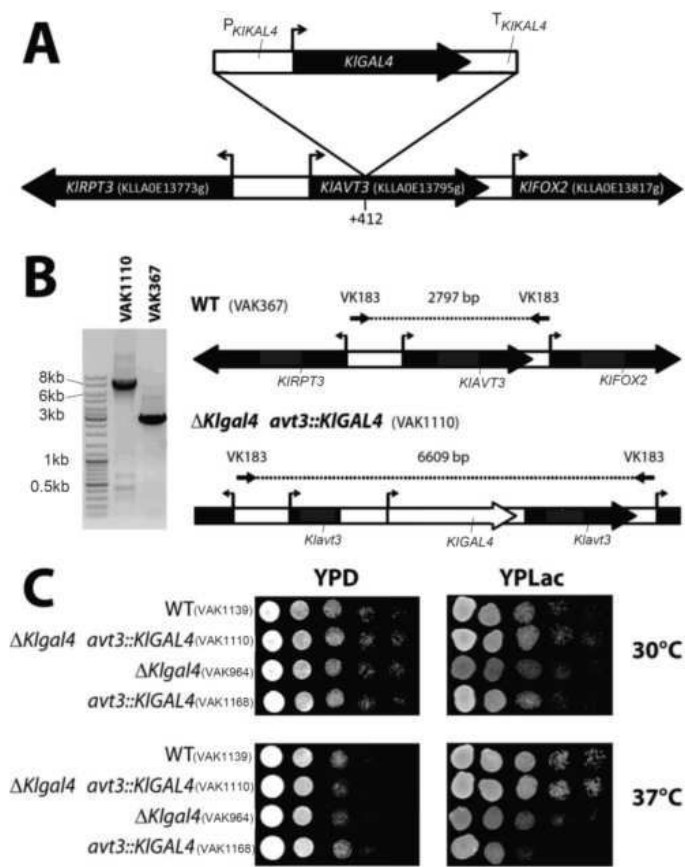 A
PKlKAL4
TKlKAL4
KlGAL4
KlRPT3 (KLLA0E13773g)
KlAVT3 (KLLA0E13795g)
KlFOX2 (KLLA0E13817g)
+412
B
VAK1110
VAK367
8kb
6kb
3kb
1kb
0.5kb
WT (VAK367)
VK183
2797 bp
VK183
KlRPT3
KlAVT3
KlFOX2
ΔKlgal4 avt3::KlGAL4 (VAK1110)
VK183
6609 bp
VK183
Klavt3
KlGAL4
Klavt3
C
YPD
YPLac
WT(VAK1139)
ΔKlgal4 avt3::KlGAL4(VAK1110)
ΔKlgal4(VAK964)
avt3::KlGAL4(VAK1168)
30°C
WT(VAK1139)
ΔKlgal4 avt3::KlGAL4(VAK1110)
ΔKlgal4(VAK964)
avt3::KlGAL4(VAK1168)
37°C